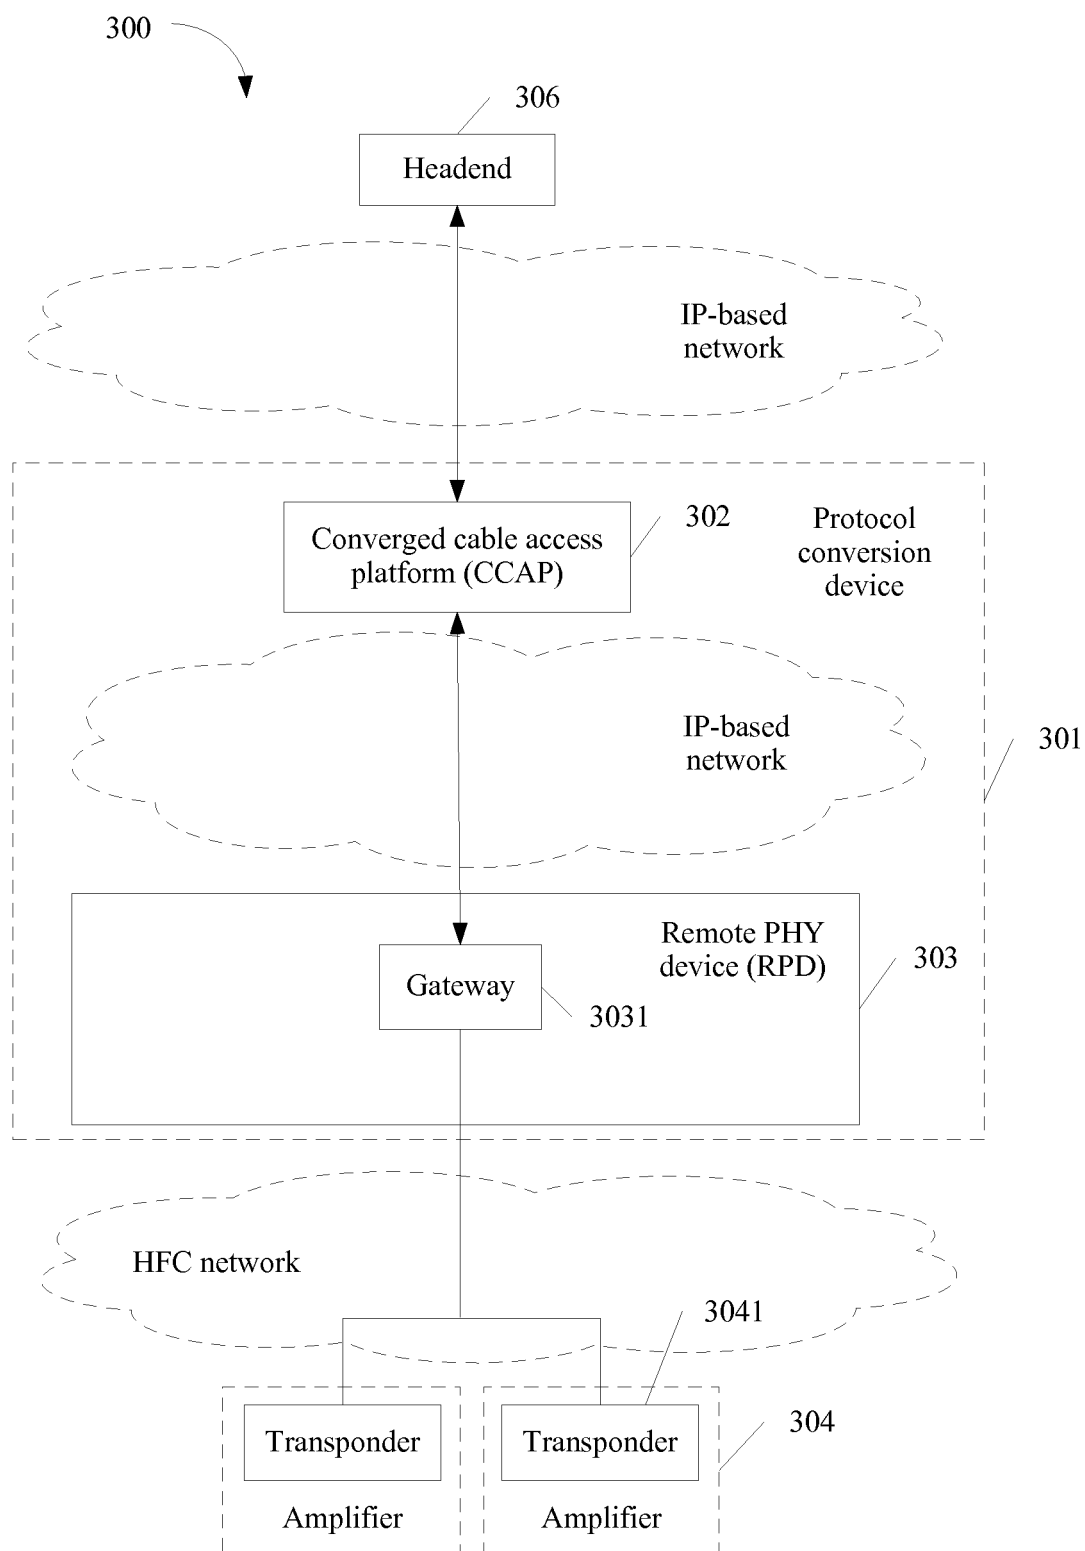 300
306
Headend
IP-based
network
302
Converged cable access
platform (CCAP)
Protocol
conversion
device
IP-based
network
301
Remote PHY
device (RPD)
303
Gateway
3031
HFC network
3041
304
Transponder
Transponder
Amplifier
Amplifier